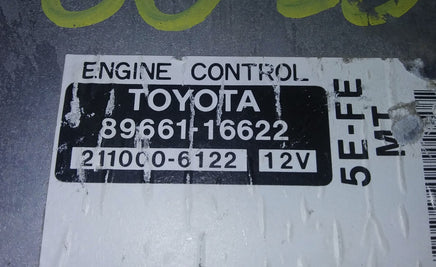 ENGINE CONTROL
TOYOTA
89661-16622
211000-6122 12V
5E-FE
MT